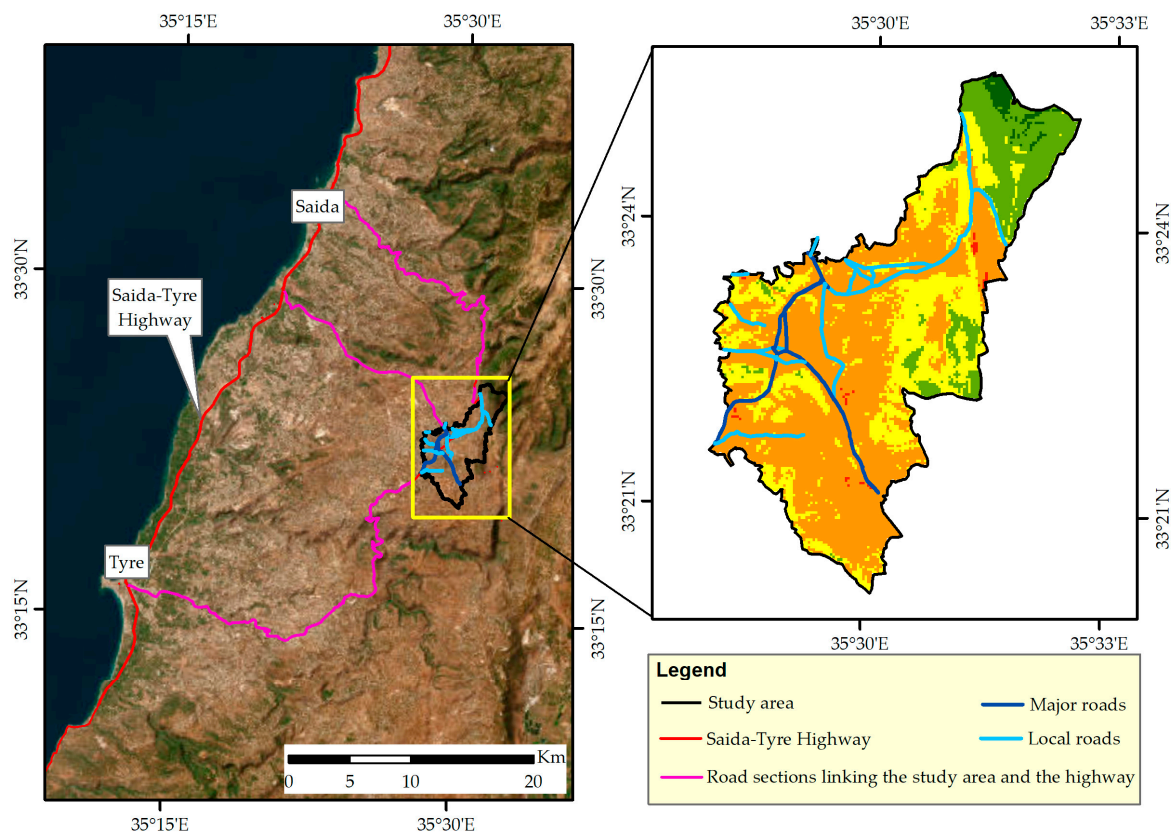 35°15'E
35°30'E
35°30'E
35°33'E
33°24'N
33°24'N
Saida
33°30'N
33°30'N
Saida-Tyre
Highway
33°21'N
33°21'N
Tyre
33°15'N
33°15'N
35°30'E
35°33'E
Legend
Study area
Major roads
Saida-Tyre Highway
Local roads
Road sections linking the study area and the highway
Km
0
5
10
20
35°15'E
35°30'E